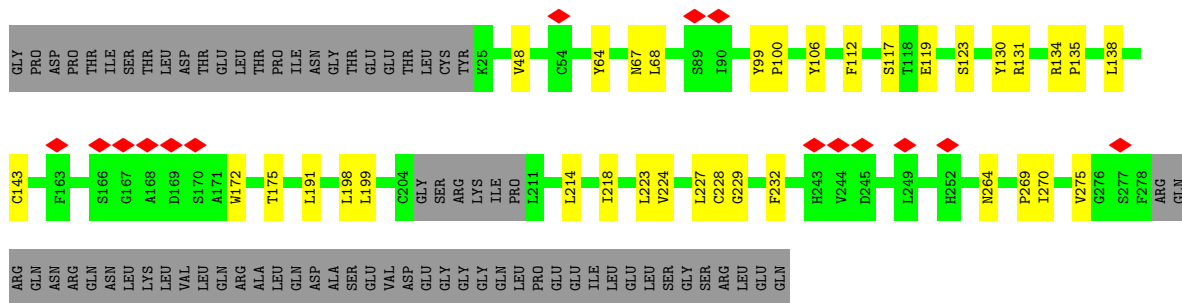 GLY PRO ASP PRO THR ILE SER THR LEU ASP THR GLU LEU THR PRO ILE ASN GLY THR GLU GLU THR LEU CYS TYR K25 V48 C54 Y64 N67 L68 S89 I90 Y99 P100 Y106 F112 S117 T118 E119 S123 Y130 R131 R134 P135 L138
C143 F163 S166 G167 A168 D169 S170 A171 W172 T175 L191 L198 L199 C204 GLY SER ARG LYS ILE PRO L211 L214 I218 L223 V224 L227 C228 G229 F232 H243 V244 D245 L249 H252 N264 P269 I270 V275 G276 S277 F278 ARG GLN
ARG GLN ASN ARG GLN ASN LEU LYS LEU VAL LEU GLN ARG ALA LEU GLN ASP ALA SER GLU VAL ASP GLU GLY GLY GLY GLN LEU PRO GLU GLU ILE LEU GLU LEU SER GLY SER ARG LEU GLU GLN